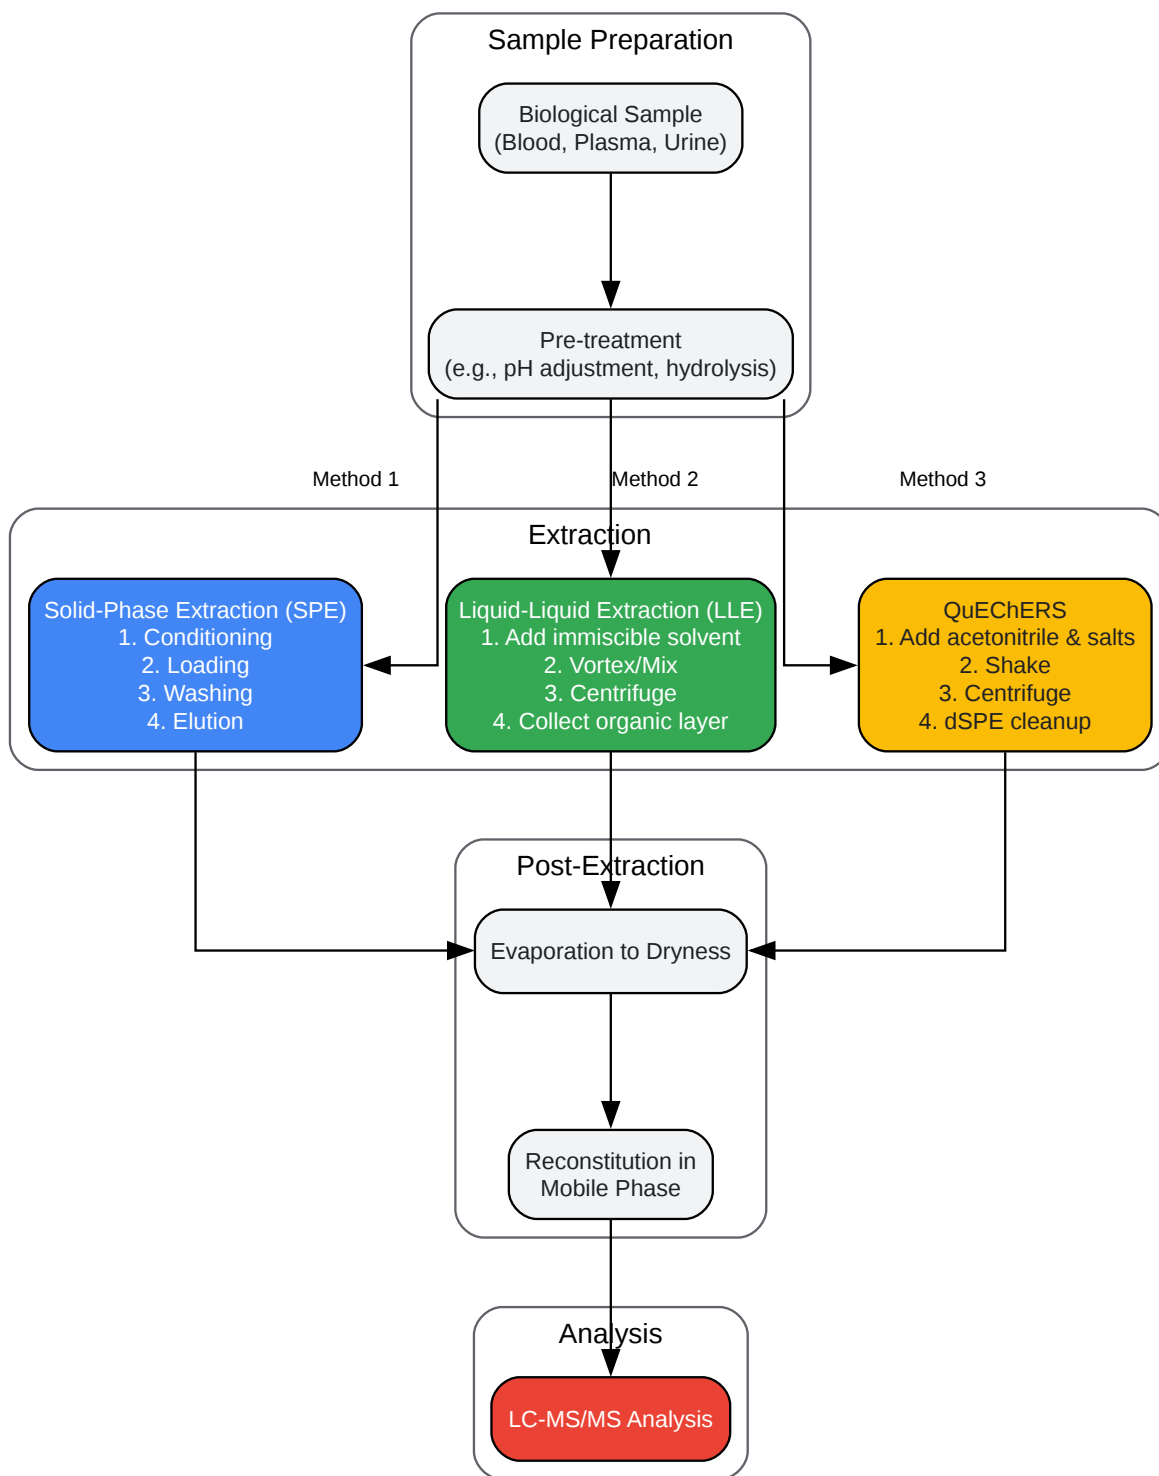 Sample Preparation
Biological Sample
(Blood, Plasma, Urine)
Pre-treatment
(e.g., pH adjustment, hydrolysis)
Method 1
Method 2
Method 3
Extraction
Solid-Phase Extraction (SPE)
1. Conditioning
2. Loading
3. Washing
4. Elution
Liquid-Liquid Extraction (LLE)
1. Add immiscible solvent
2. Vortex/Mix
3. Centrifuge
4. Collect organic layer
QuEChERS
1. Add acetonitrile & salts
2. Shake
3. Centrifuge
4. dSPE cleanup
Post-Extraction
Evaporation to Dryness
Reconstitution in
Mobile Phase
Analysis
LC-MS/MS Analysis